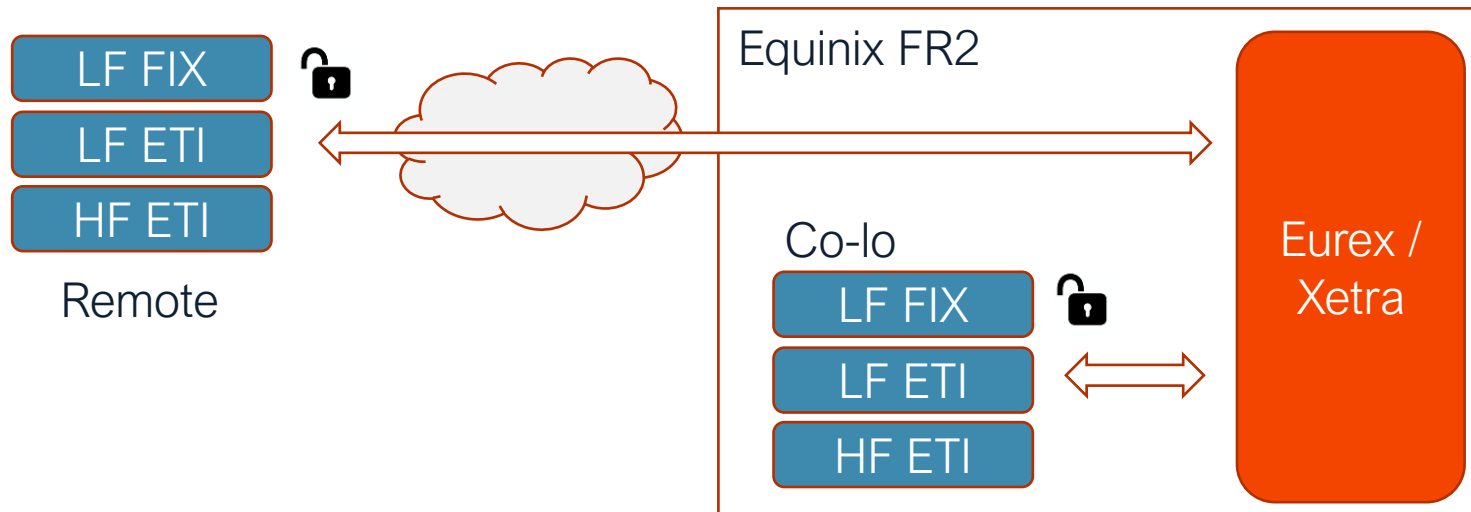 LF FIX
LF ETI
HF ETI
Remote
Equinix FR2
Co-lo
LF FIX
LF ETI
HF ETI
Eurex /
Xetra